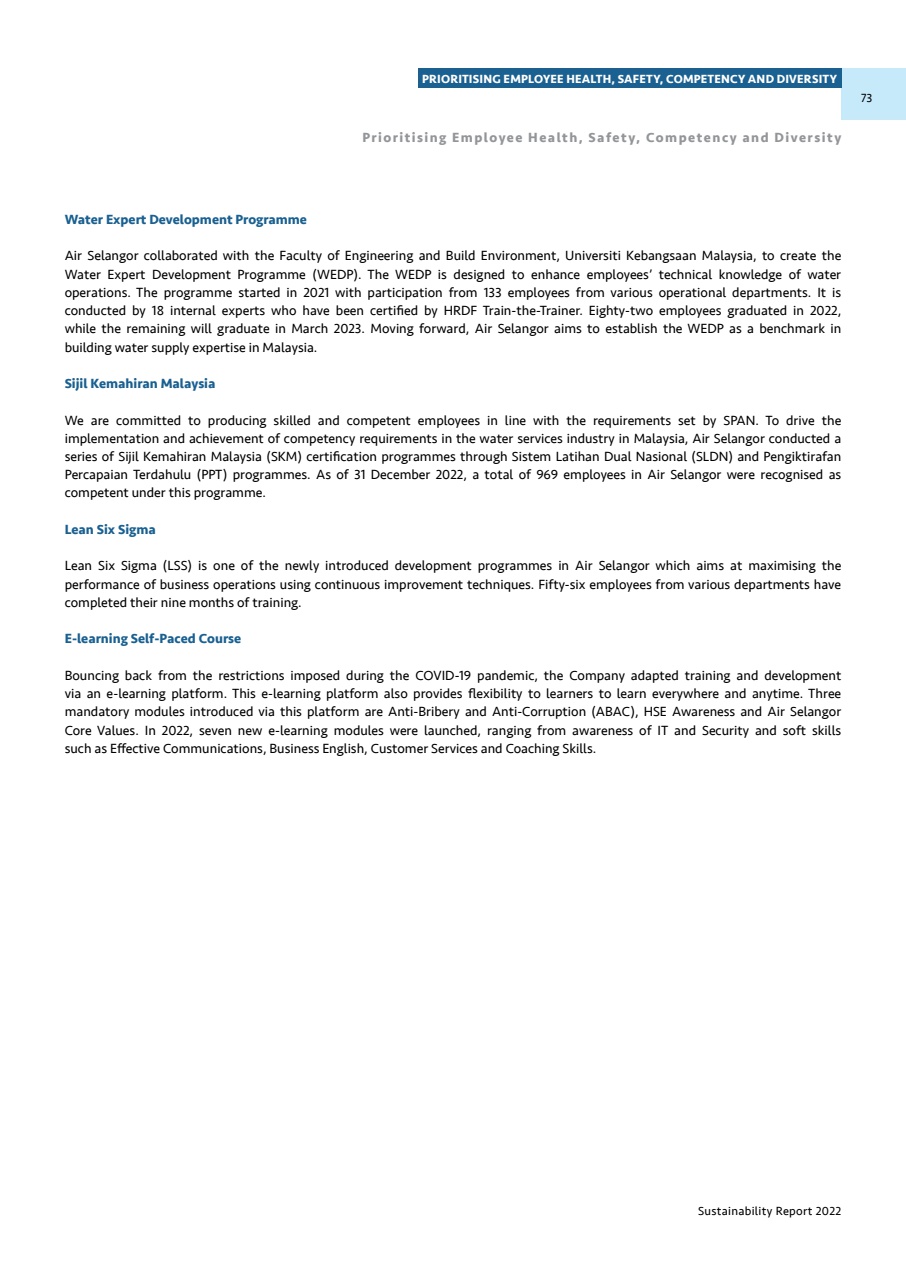 PRIORITISING EMPLOYEE HEALTH, SAFETY, COMPETENCY AND DIVERSITY
73
Prioritising Employee Health, Safety, Competency and Diversity
Water Expert Development Programme
Air Selangor collaborated with the Faculty of Engineering and Build Environment, Universiti Kebangsaan Malaysia, to create the
Water Expert Development Programme (WEDP). The WEDP is designed to enhance employees’ technical knowledge of water
operations. The programme started in 2021 with participation from 133 employees from various operational departments. It is
conducted by 18 internal experts who have been certified by HRDF Train-the-Trainer. Eighty-two employees graduated in 2022,
while the remaining will graduate in March 2023. Moving forward, Air Selangor aims to establish the WEDP as a benchmark in
building water supply expertise in Malaysia.
Sijil Kemahiran Malaysia
We are committed to producing skilled and competent employees in line with the requirements set by SPAN. To drive the
implementation and achievement of competency requirements in the water services industry in Malaysia, Air Selangor conducted a
series of Sijil Kemahiran Malaysia (SKM) certification programmes through Sistem Latihan Dual Nasional (SLDN) and Pengiktirafan
Percapaian Terdahulu (PPT) programmes. As of 31 December 2022, a total of 969 employees in Air Selangor were recognised as
competent under this programme.
Lean Six Sigma
Lean Six Sigma (LSS) is one of the newly introduced development programmes in Air Selangor which aims at maximising the
performance of business operations using continuous improvement techniques. Fifty-six employees from various departments have
completed their nine months of training.
E-learning Self-Paced Course
Bouncing back from the restrictions imposed during the COVID-19 pandemic, the Company adapted training and development
via an e-learning platform. This e-learning platform also provides flexibility to learners to learn everywhere and anytime. Three
mandatory modules introduced via this platform are Anti-Bribery and Anti-Corruption (ABAC), HSE Awareness and Air Selangor
Core Values. In 2022, seven new e-learning modules were launched, ranging from awareness of IT and Security and soft skills
such as Effective Communications, Business English, Customer Services and Coaching Skills.
Sustainability Report 2022